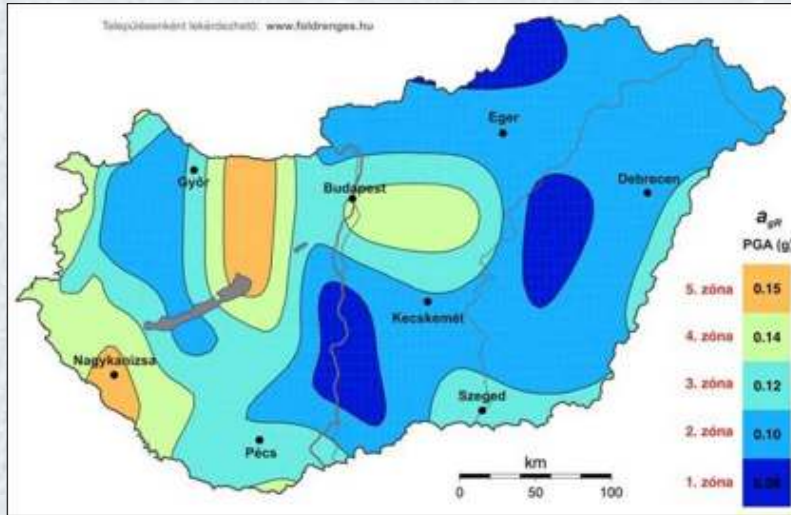 Településenként lekérdezhető: www.foldrenges.hu
Eger
Győr
Budapest
Debrecen
agR
PGA (g)
5. zóna 0.15
Kecskemét
4. zóna 0.14
Nagykanizsa
3. zóna 0.12
Szeged
2. zóna 0.10
Pécs
km
1. zóna 0.08
0 50 100